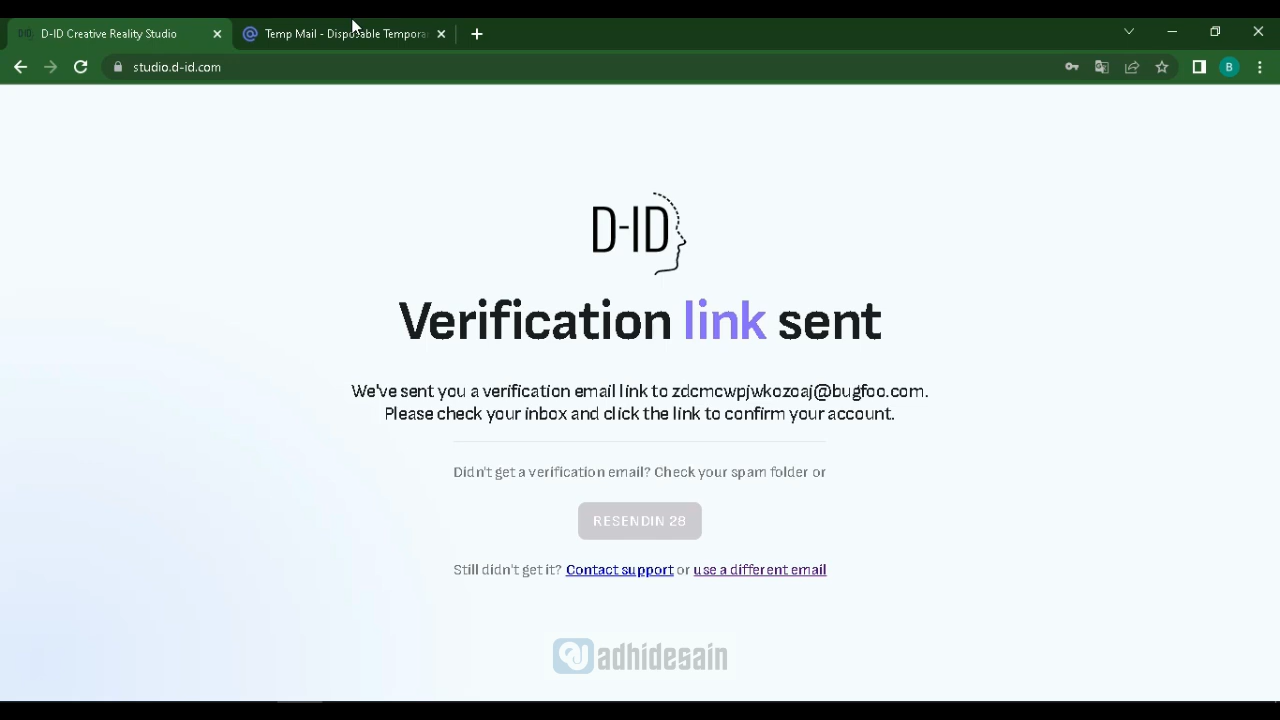 D-ID Creative Reality Studio
Temp Mail - Disposable Tempora
studio.d-id.com
B
D-ID
Verification link sent
We've sent you a verification email link to zdcmcwpjwkozoaj@bugfoo.com.
Please check your inbox and click the link to confirm your account.
Didn't get a verification email? Check your spam folder or
RESENDIN 28
Still didn't get it? Contact support or use a different email
adhidesain